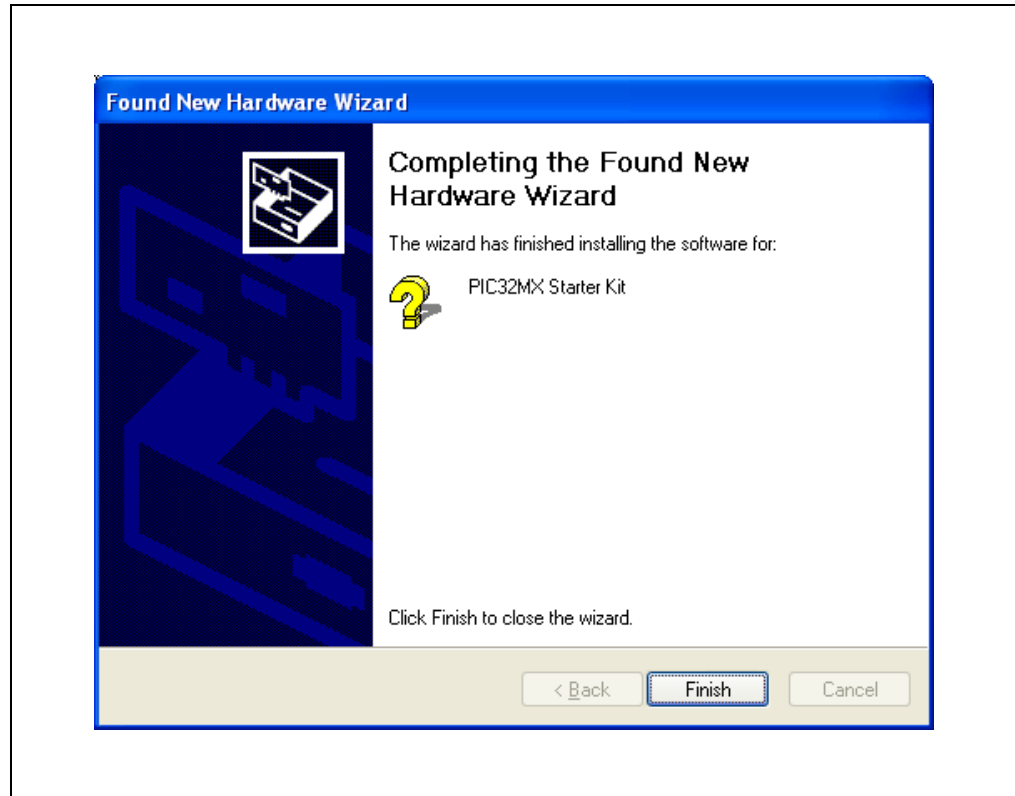 Found New Hardware Wizard
Completing the Found New
Hardware Wizard
The wizard has finished installing the software for:
PIC32MX Starter Kit
Click Finish to close the wizard.
< Back
Finish
Cancel